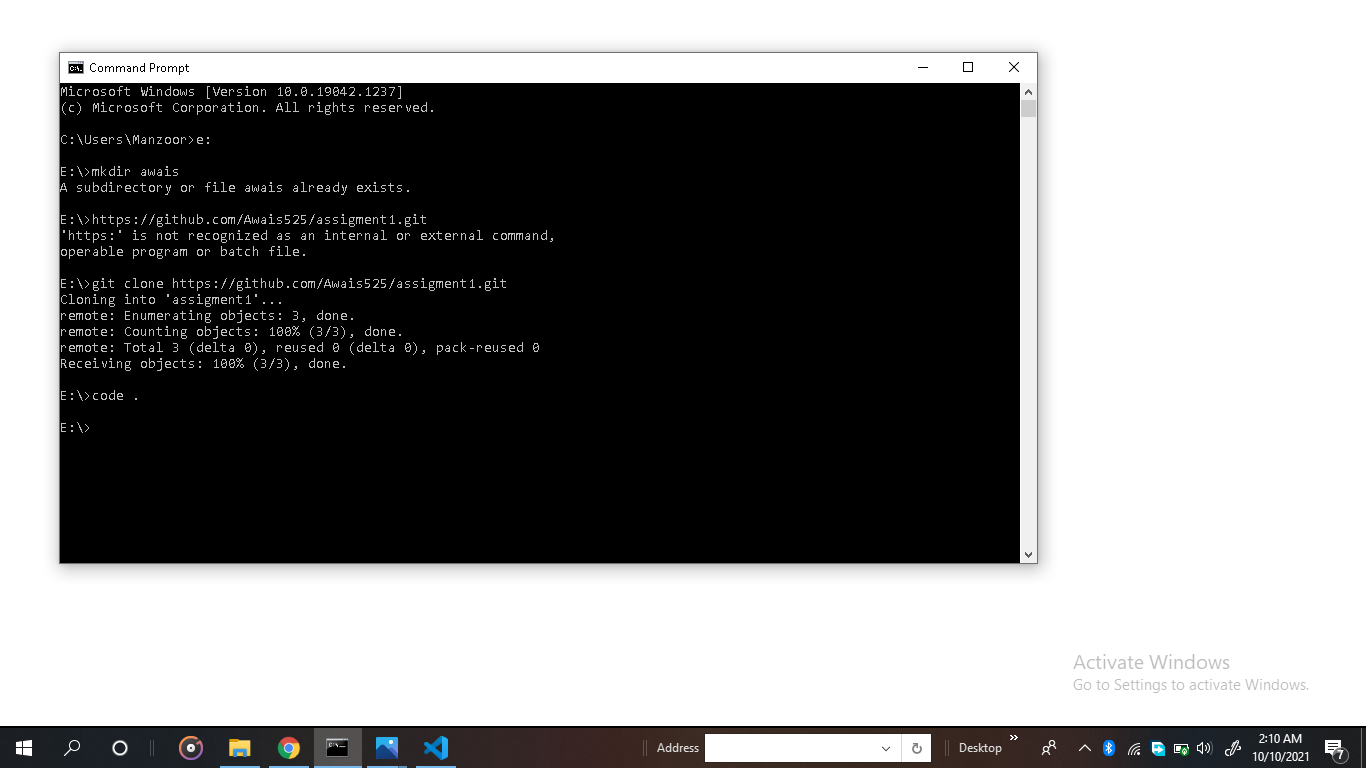 Command Prompt
Microsoft Windows [Version 10.0.19042.1237]
(c) Microsoft Corporation. All rights reserved.
C:\Users\Manzoor>e:
E:\>mkdir awais
A subdirectory or file awais already exists.
E:\>https://github.com/Awais525/assigment1.git
'https:' is not recognized as an internal or external command,
operable program or batch file.
E:\>git clone https://github.com/Awais525/assigment1.git
Cloning into 'assigment1'...
remote: Enumerating objects: 3, done.
remote: Counting objects: 100% (3/3), done.
remote: Total 3 (delta 0), reused 0 (delta 0), pack-reused 0
Receiving objects: 100% (3/3), done.
E:\>code .
E:\>
Activate Windows
Go to Settings to activate Windows.
Address
Desktop
2:10 AM
10/10/2021
7